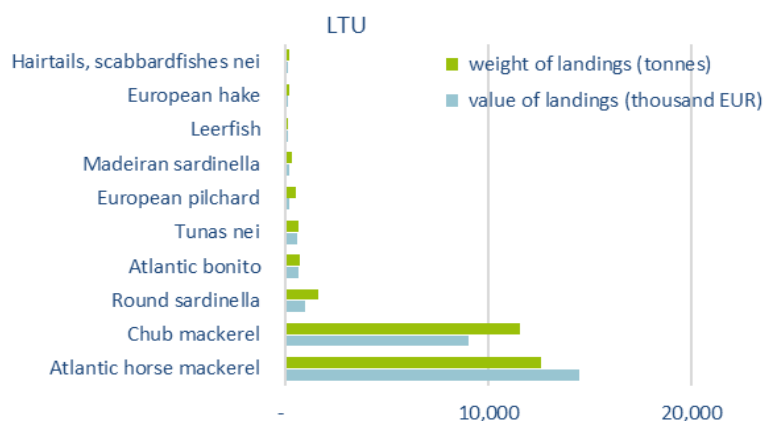 LTU
Hairtails, scabbardfishes nei
European hake
Leerfish
Madeiran sardinella
European pilchard
Tunas nei
Atlantic bonito
Round sardinella
Chub mackerel
Atlantic horse mackerel
weight of landings (tonnes)
value of landings (thousand EUR)
- 10,000 20,000